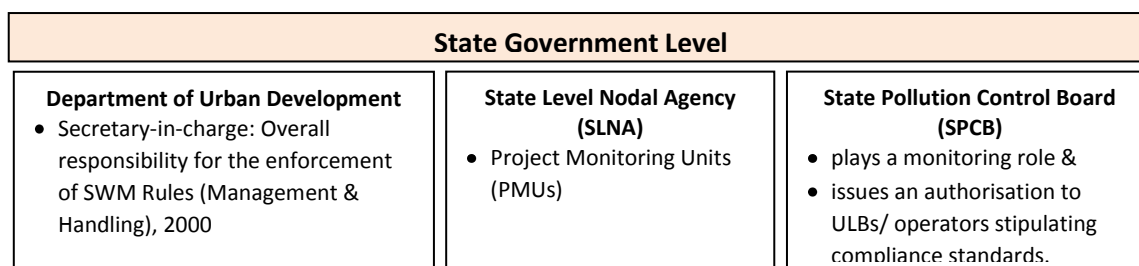 State Government Level
Department of Urban Development
• Secretary-in-charge: Overall
responsibility for the enforcement
of SWM Rules (Management &
Handling), 2000
State Level Nodal Agency
(SLNA)
• Project Monitoring Units
(PMUs)
State Pollution Control Board
(SPCB)
• plays a monitoring role &
• issues an authorisation to
ULBs/ operators stipulating
compliance standards.